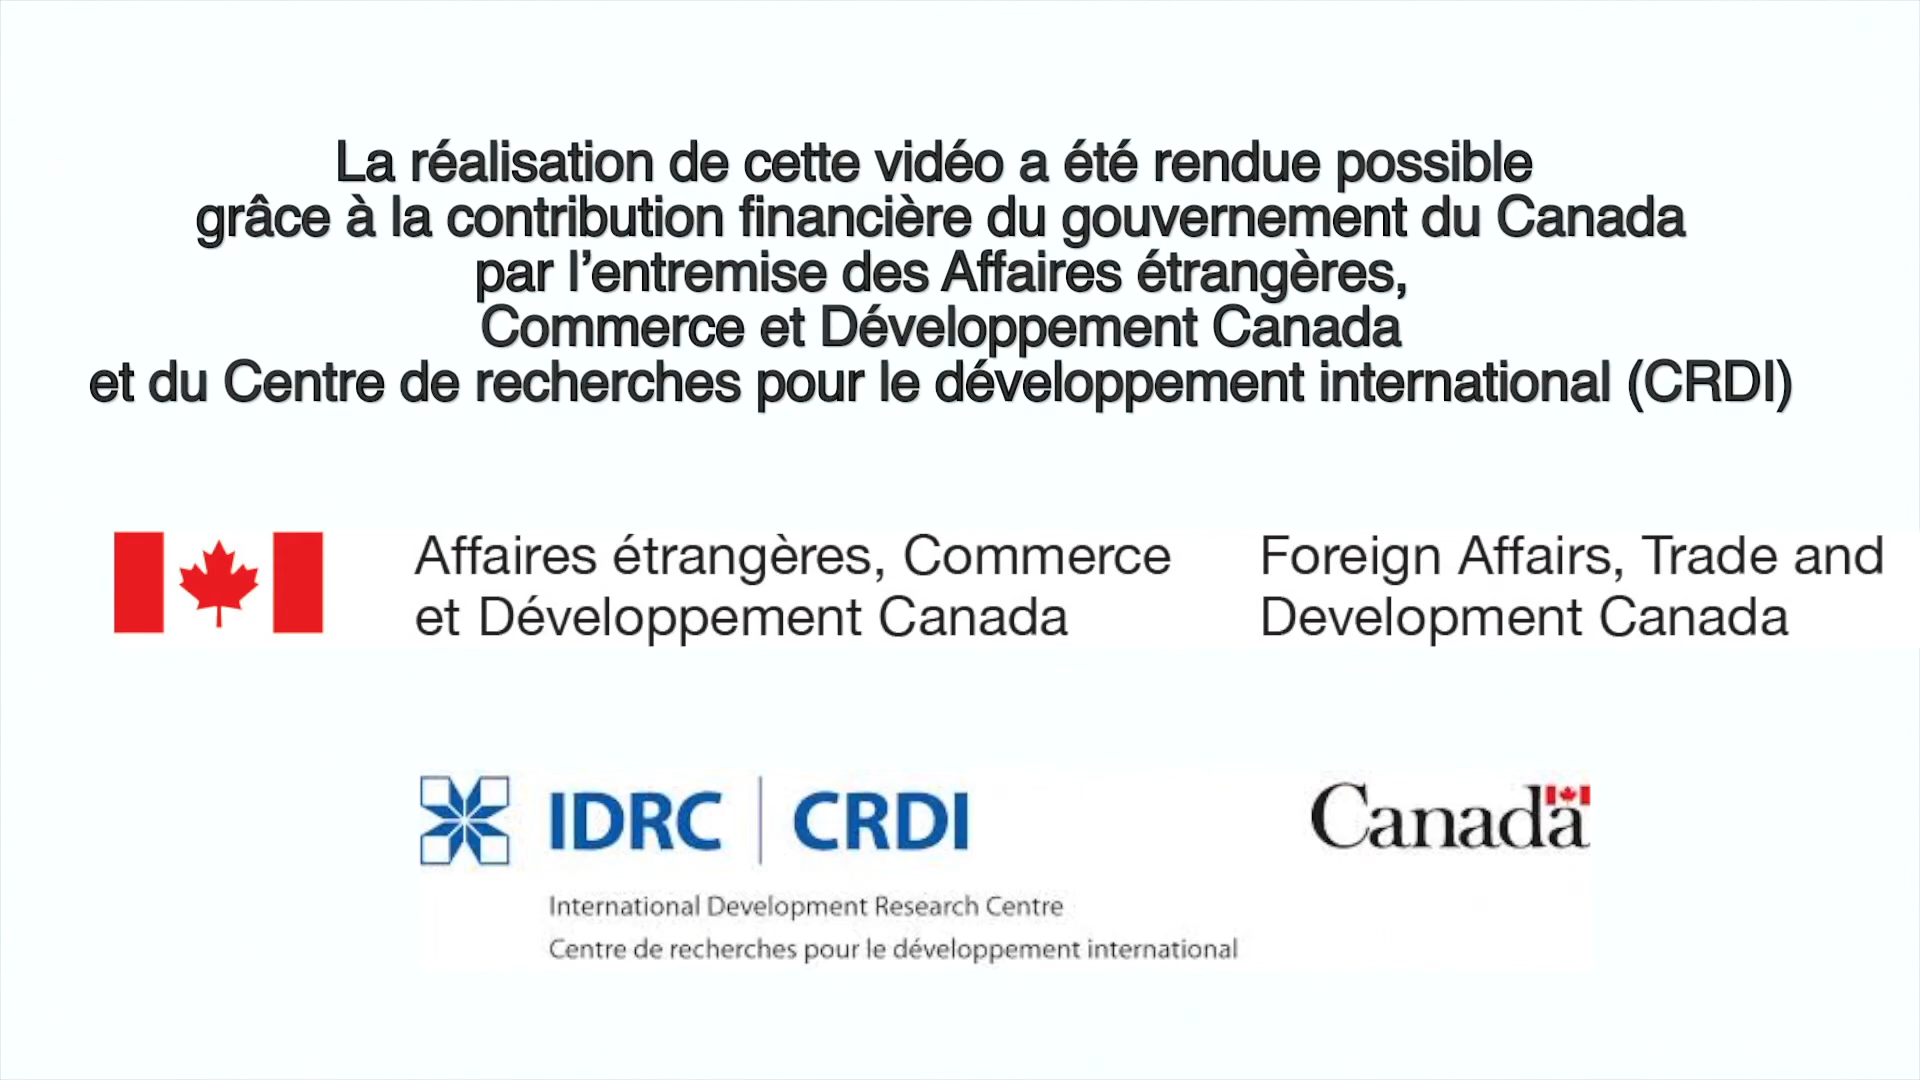 La réalisation de cette vidéo a été rendue possible
grâce à la contribution financière du gouvernement du Canada
par l’entremise des Affaires étrangères,
Commerce et Développement Canada
et du Centre de recherches pour le développement international (CRDI)
Affaires étrangères, Commerce
et Développement Canada
Foreign Affairs, Trade and
Development Canada
IDRC | CRDI
Canada
International Development Research Centre
Centre de recherches pour le développement international